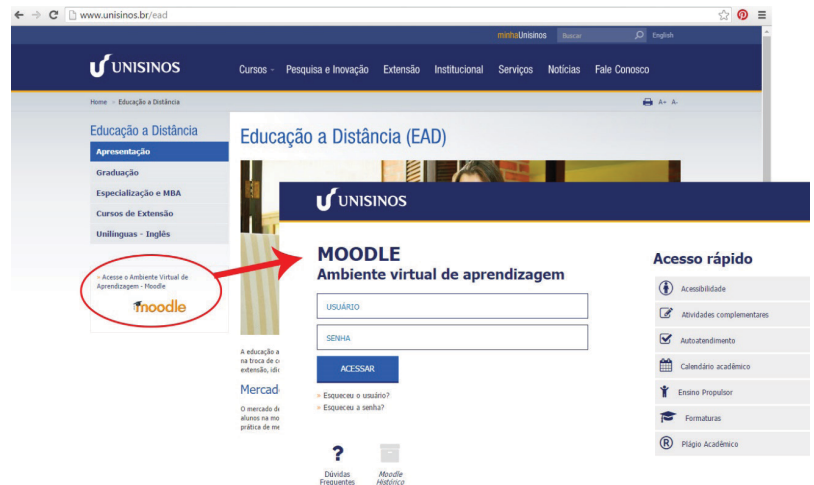 www.unisinos.br/ead
minhaUnisinos Buscar English
UNISINOS
Cursos Pesquisa e Inovação Extensão Institucional Serviços Notícias Fale Conosco
Home > Educação a Distância
A+ A-
Educação a Distância
Apresentação
Graduação
Especialização e MBA
Cursos de Extensão
Unilínguas - Inglês
> Acesse o Ambiente Virtual de
Aprendizagem - Moodle
moodle
Educação a Distância (EAD)
A educação a
na troca de c
extensão, idi
Mercad
O mercado de
alunos na mo
prática de me
UNISINOS
MOODLE
Ambiente virtual de aprendizagem
USUÁRIO
SENHA
ACESSAR
> Esqueceu o usuário?
> Esqueceu a senha?
?
Dúvidas
Frequentes
Moodle
Histórico
Acesso rápido
Acessibilidade
Atividades complementares
Autoatendimento
Calendário acadêmico
Ensino Propulsor
Formaturas
® Plágio Acadêmico